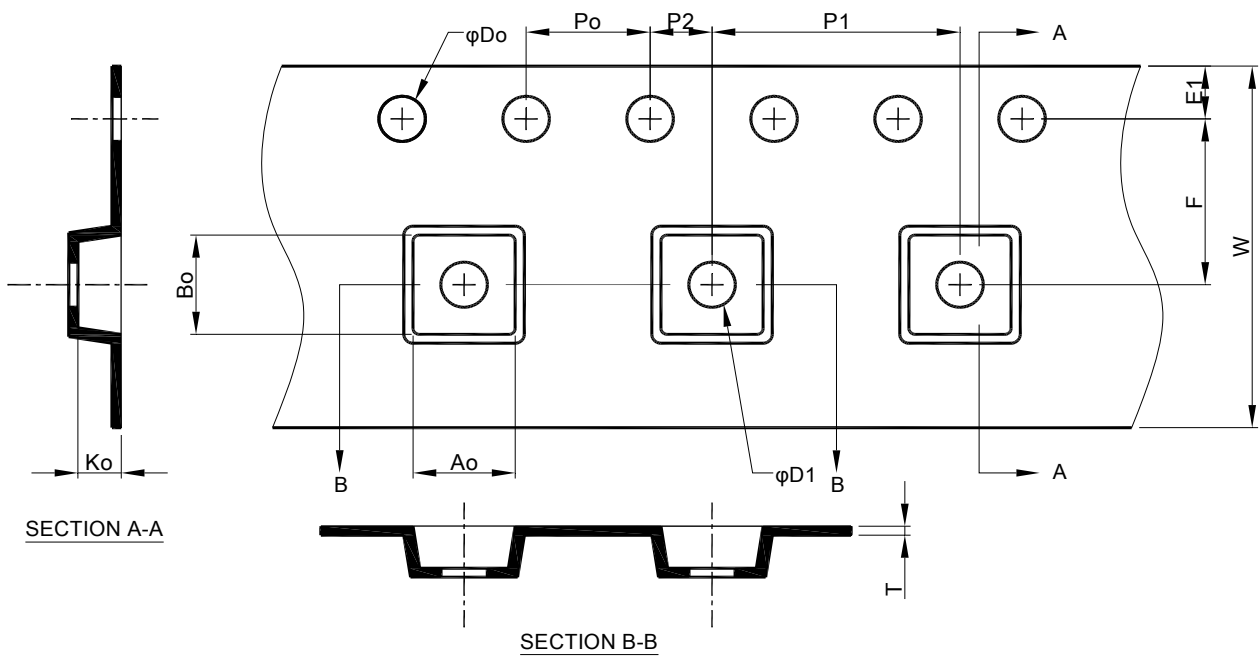 φDo
Po
P2
P1
A
E1
F
W
Bo
Ko
B
Ao
φD1
B
A
SECTION A-A
T
SECTION B-B